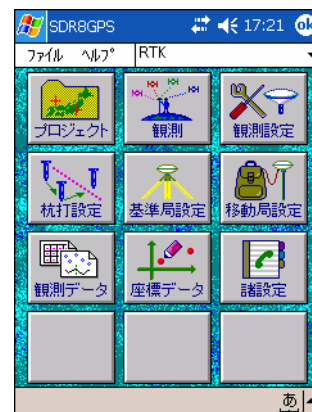 SDR8GPS 17:21 ok
ファイル ヘルプ RTK
プロジェクト 観測 観測設定
杭打設定 基準局設定 移動局設定
観測データ 座標データ 諸設定
あ